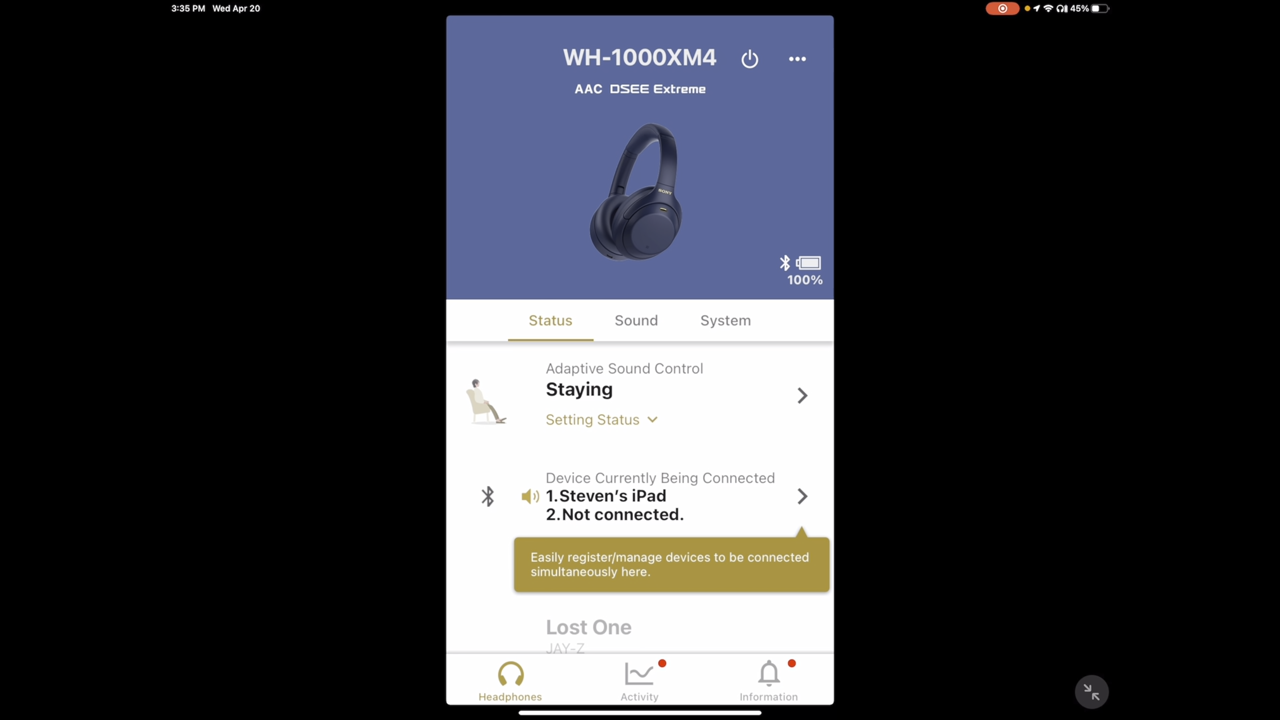 3:35 PM Wed Apr 20
45%
WH-1000XM4
AAC DSEE Extreme
SONY
100%
Status Sound System
Adaptive Sound Control
Staying
Setting Status
Device Currently Being Connected
1.Steven's iPad
2.Not connected.
Easily register/manage devices to be connected
simultaneously here.
Lost One
JAY-Z
Headphones Activity Information